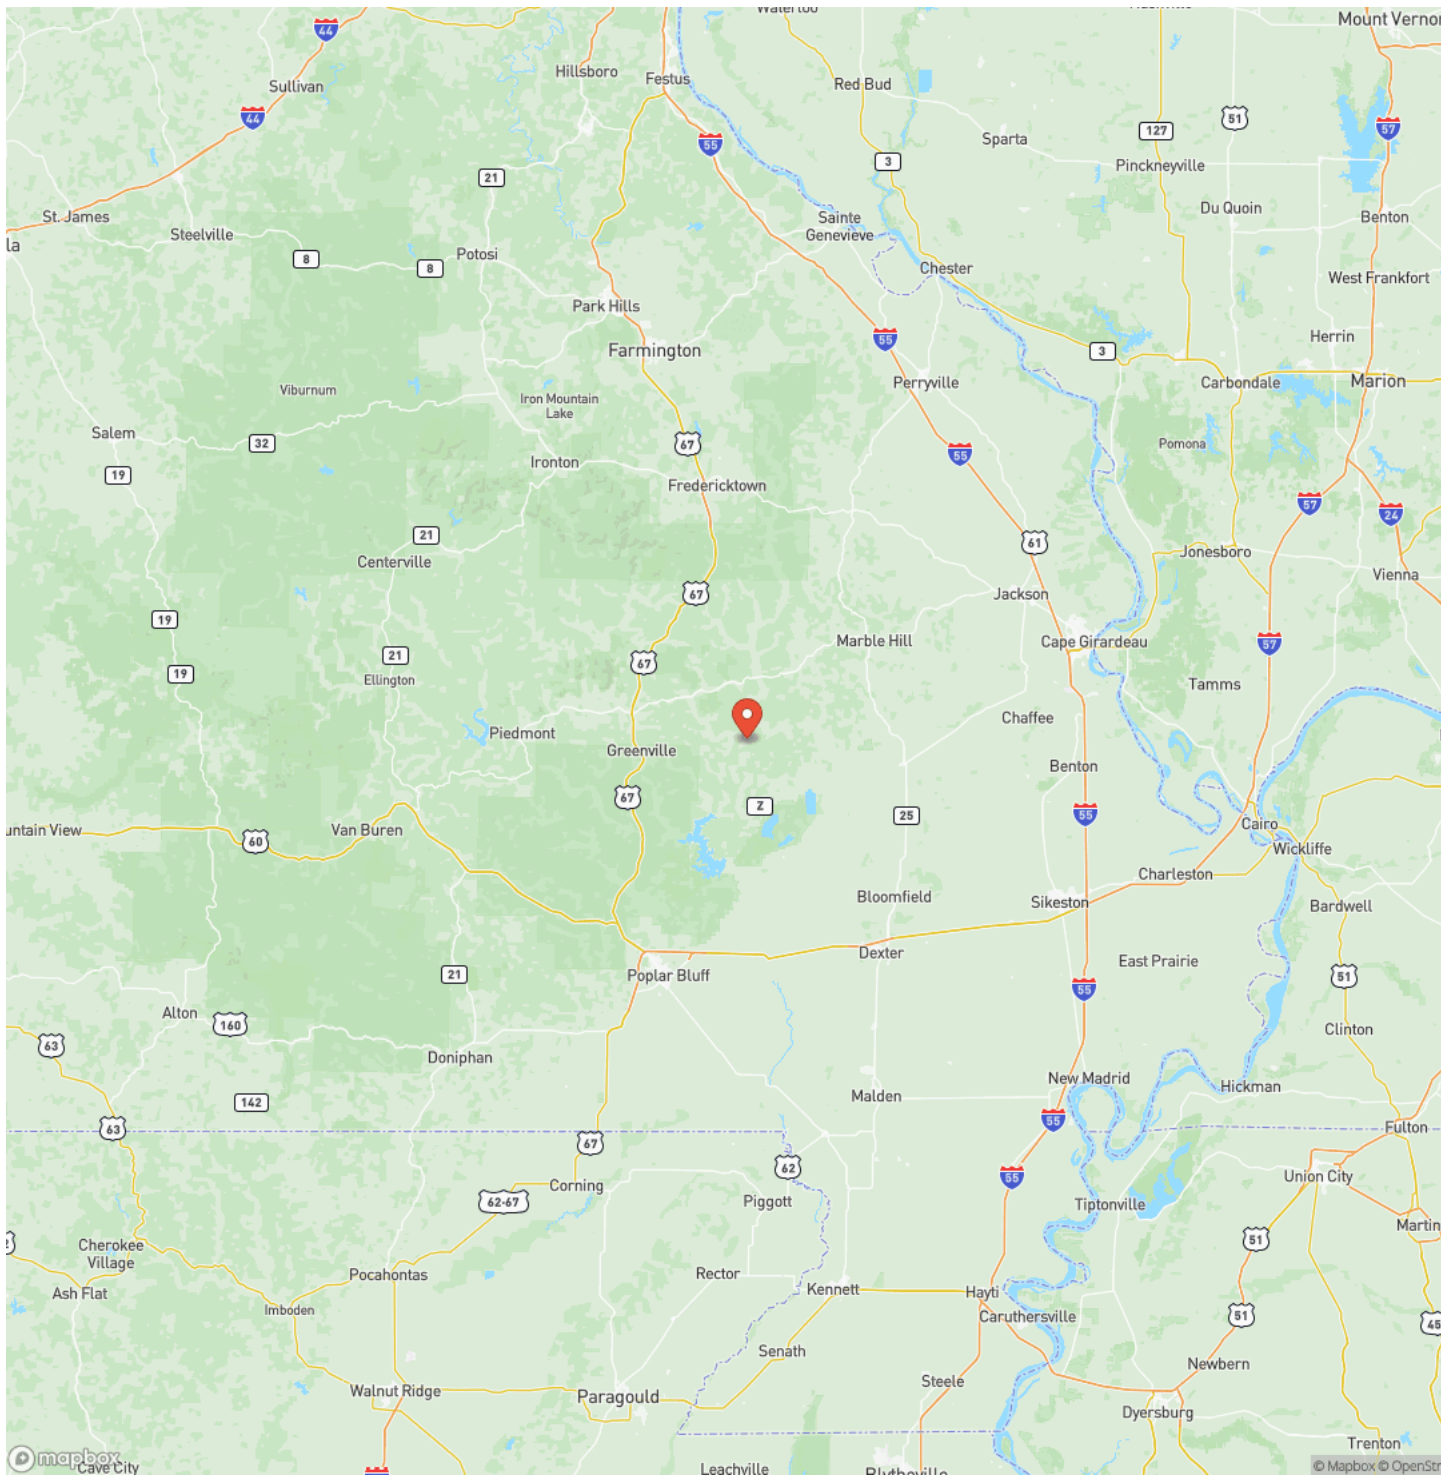 Waterloo
Mount Vernor
44
Sullivan
Hillsboro
Festus
Red Bud
51
57
44
55
Sparta
127
Pinckneyville
3
21
St. James
Steelville
Sainte
Genevieve
Du Quoin
Benton
la
8
8
Potosi
Chester
West Frankfort
Park Hills
55
Herrin
Farmington
3
Viburnum
Iron Mountain
Lake
Perryville
Carbondale
Marion
Salem
32
67
55
Pomona
19
Ironton
Fredericktown
57
24
21
61
Jonesboro
Centerville
Vienna
67
Jackson
19
Marble Hill
Cape Girardeau
57
21
67
19
Ellington
Tamms
Piedmont
Greenville
Chaffee
Benton
67
Z
25
55
untain View
60
Van Buren
Cairo
Wickliffe
Charleston
Bloomfield
Sikeston
Bardwell
Dexter
East Prairie
21
Poplar Bluff
51
55
Alton
160
Clinton
63
Doniphan
New Madrid
Hickman
142
Malden
55
63
Fulton
67
62
55
Union City
Corning
62-67
Piggott
Tiptonville
Martin
Cherokee
Village
51
Pocahontas
Rector
Kennett
Hayti
Ash Flat
Imboden
Caruthersville
51
45
Senath
Newbern
Walnut Ridge
Paragould
Steele
Dyersburg
Trenton
mapbox
Cave City
Leachville
Blytheville
© Mapbox © OpenStr